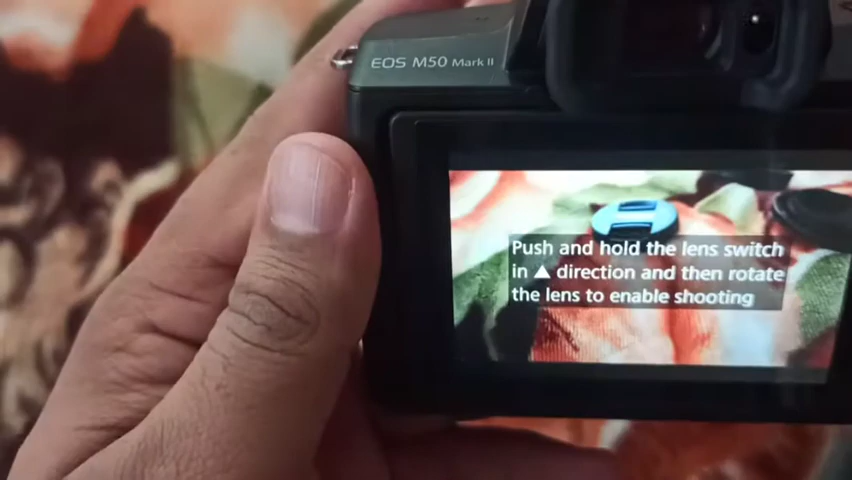 EOS M50 Mark II
Push and hold the lens switch
in ▲ direction and then rotate
the lens to enable shooting